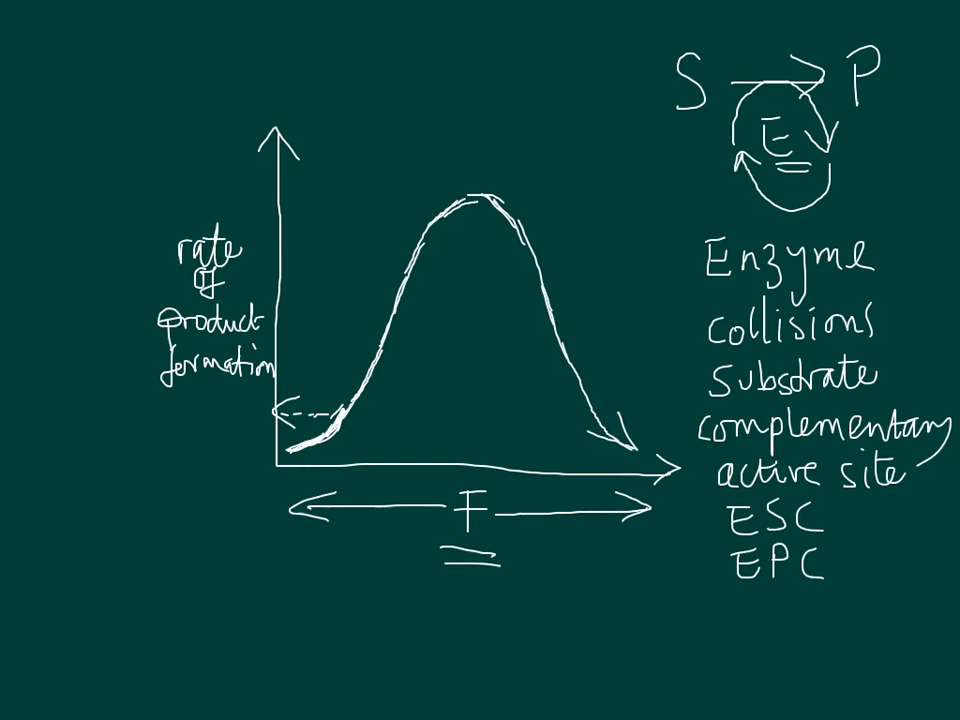 S → P
E
rate
of
product
formation
F
Enzyme
collisions
substrate
complementary
active site
ESC
EPC